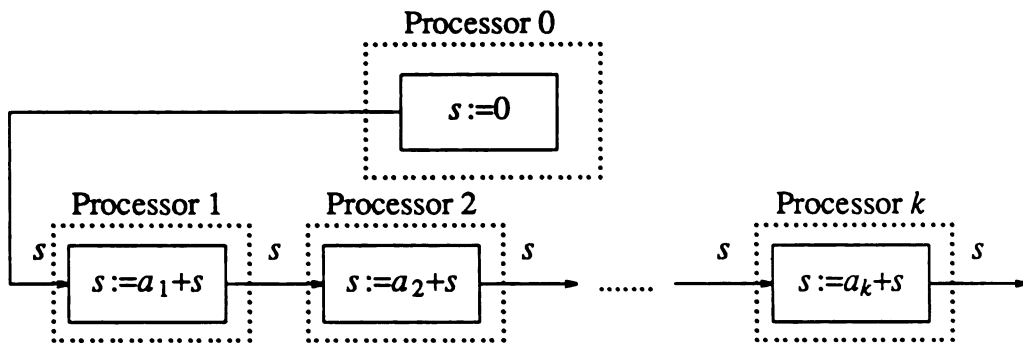 Processor 0
s:=0
Processor 1
Processor 2
Processor k
s
s:=a₁+s
s
s:=a₂+s
s
.......
s
s:=aₖ+s
s